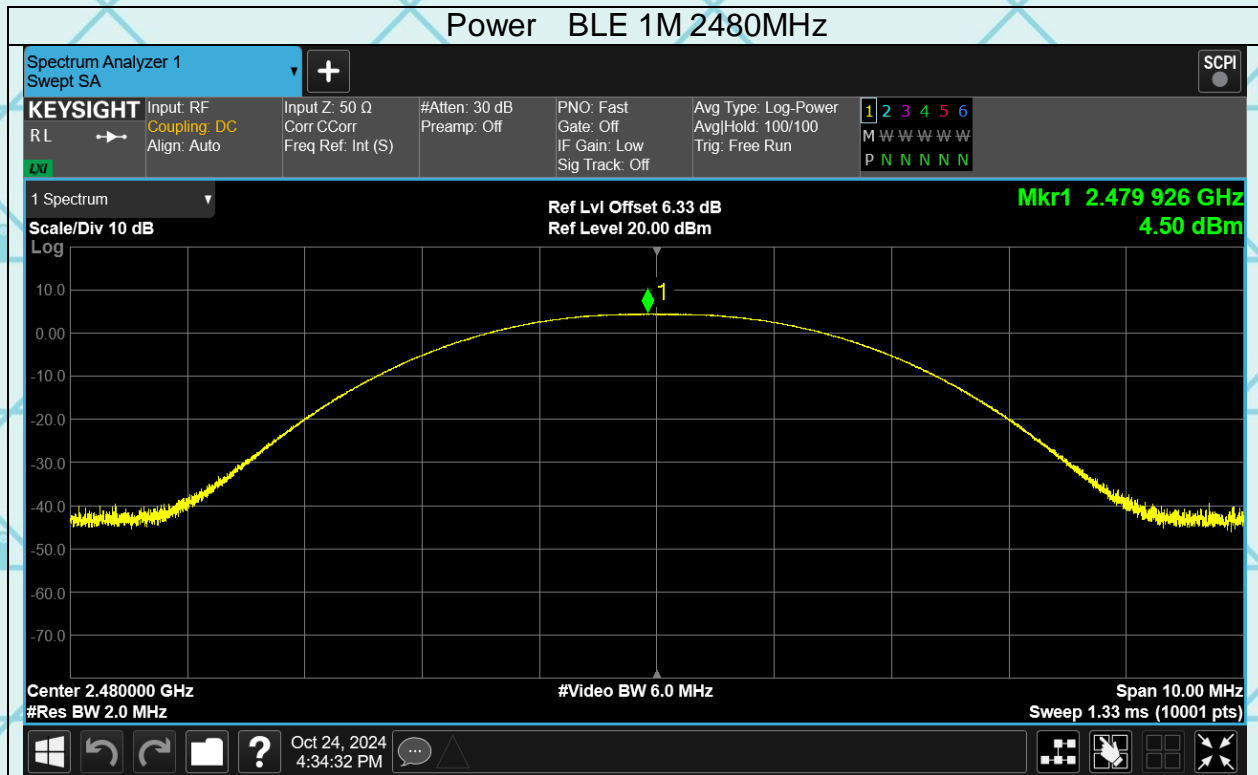 Power BLE 1M 2480MHz
Spectrum Analyzer 1
Swept SA
SCPI
KEYSIGHT
R L
LXI
Input: RF
Coupling: DC
Align: Auto
Input Z: 50 Ω
Corr CCorr
Freq Ref: Int (S)
#Atten: 30 dB
Preamp: Off
PNO: Fast
Gate: Off
IF Gain: Low
Sig Track: Off
Avg Type: Log-Power
Avg|Hold: 100/100
Trig: Free Run
1 2 3 4 5 6
M W W W W W
P N N N N N
1 Spectrum
Scale/Div 10 dB
Log
Ref Lvl Offset 6.33 dB
Ref Level 20.00 dBm
Mkr1 2.479 926 GHz
4.50 dBm
1
10.0
0.00
-10.0
-20.0
-30.0
-40.0
-50.0
-60.0
-70.0
Center 2.480000 GHz
#Res BW 2.0 MHz
#Video BW 6.0 MHz
Span 10.00 MHz
Sweep 1.33 ms (10001 pts)
?
Oct 24, 2024
4:34:32 PM